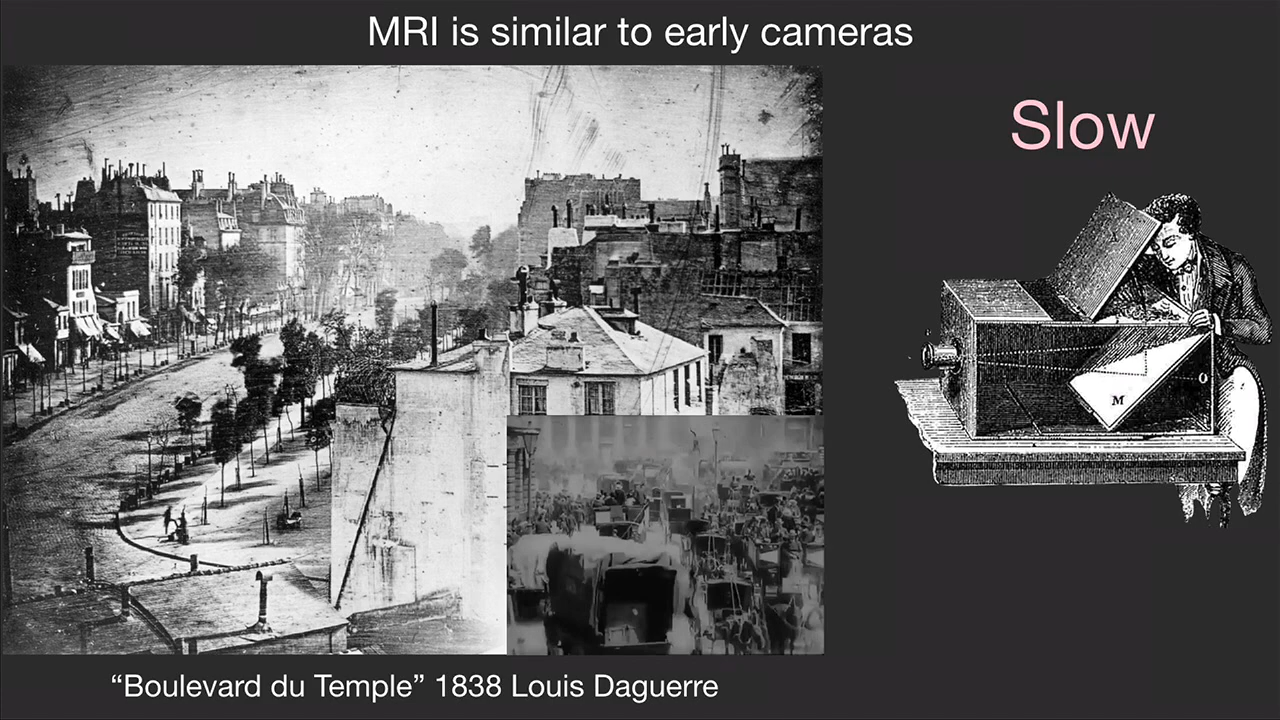 MRI is similar to early cameras
Slow
M
O
“Boulevard du Temple” 1838 Louis Daguerre